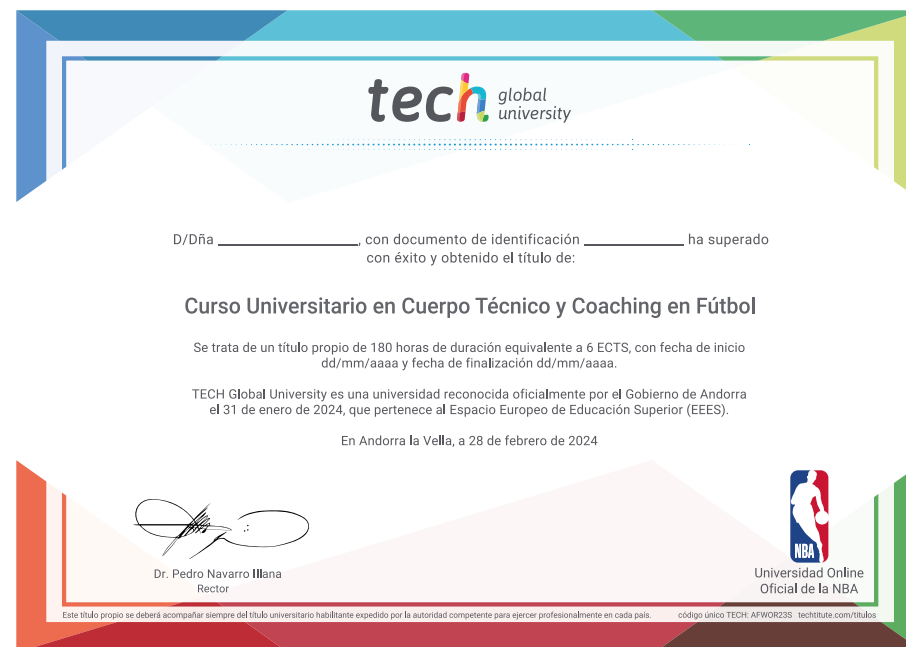 tech global university
D/Dña ________________, con documento de identificación ____________ ha superado
con éxito y obtenido el título de:
Curso Universitario en Cuerpo Técnico y Coaching en Fútbol
Se trata de un título propio de 180 horas de duración equivalente a 6 ECTS, con fecha de inicio
dd/mm/aaaa y fecha de finalización dd/mm/aaaa.
TECH Global University es una universidad reconocida oficialmente por el Gobierno de Andorra
el 31 de enero de 2024, que pertenece al Espacio Europeo de Educación Superior (EEES).
En Andorra la Vella, a 28 de febrero de 2024
NBA
Dr. Pedro Navarro Illana
Rector
Universidad Online
Oficial de la NBA
Este título propio se deberá acompañar siempre del título universitario habilitante expedido por la autoridad competente para ejercer profesionalmente en cada país.
código único TECH: AFWOR23S techtitute.com/titulos